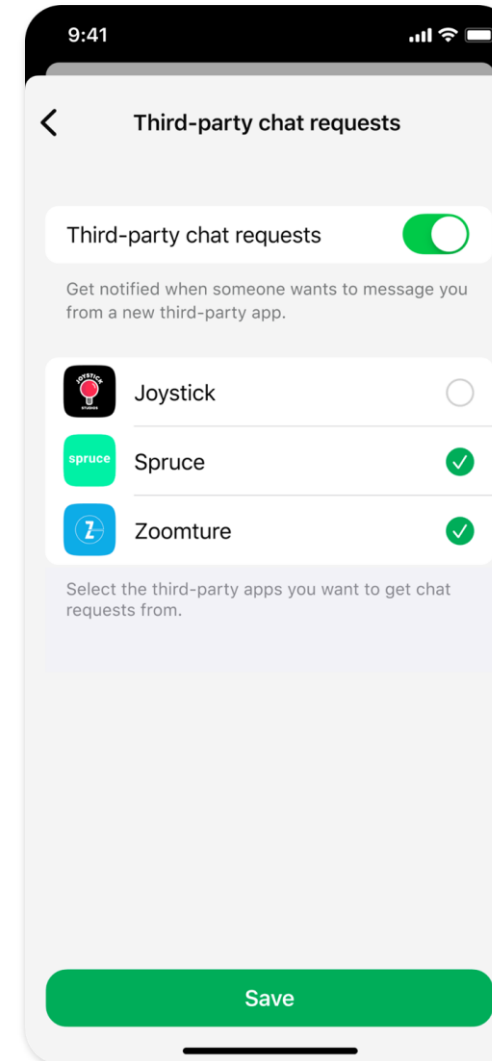 9:41
Third-party chat requests
Third-party chat requests
Get notified when someone wants to message you
from a new third-party app.
JOYSTICK
STUDIOS
Joystick
spruce
Spruce
Z
Zoomture
Select the third-party apps you want to get chat
requests from.
Save